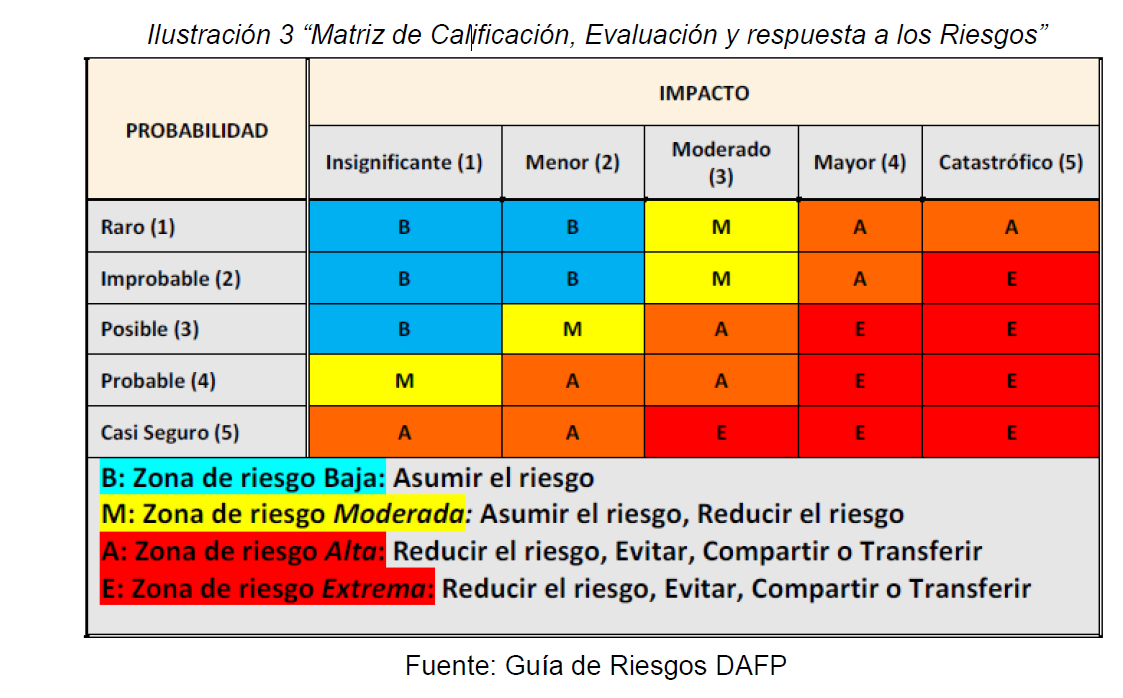 Ilustración 3 “Matriz de Calificación, Evaluación y respuesta a los Riesgos”
PROBABILIDAD
IMPACTO
Insignificante (1)
Menor (2)
Moderado
(3)
Mayor (4)
Catastrófico (5)
Raro (1) B B M A A
Improbable (2) B B M A E
Posible (3) B M A E E
Probable (4) M A A E E
Casi Seguro (5) A A E E E
B: Zona de riesgo Baja: Asumir el riesgo
M: Zona de riesgo Moderada: Asumir el riesgo, Reducir el riesgo
A: Zona de riesgo Alta: Reducir el riesgo, Evitar, Compartir o Transferir
E: Zona de riesgo Extrema: Reducir el riesgo, Evitar, Compartir o Transferir
Fuente: Guía de Riesgos DAFP